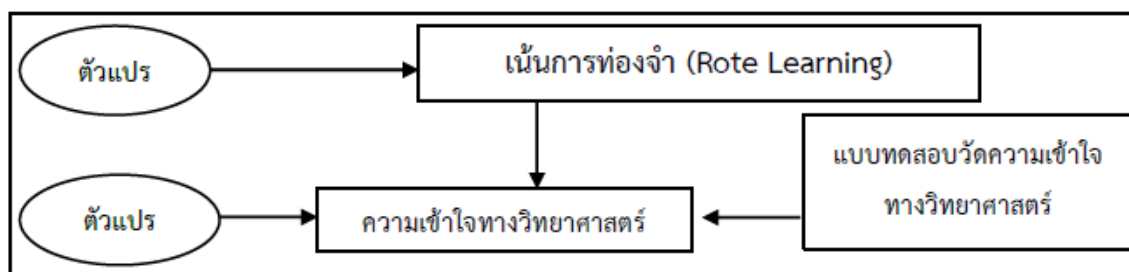 ตัวแปร
เน้นการท่องจำ (Rote Learning)
แบบทดสอบวัดความเข้าใจ
ทางวิทยาศาสตร์
ตัวแปร
ความเข้าใจทางวิทยาศาสตร์